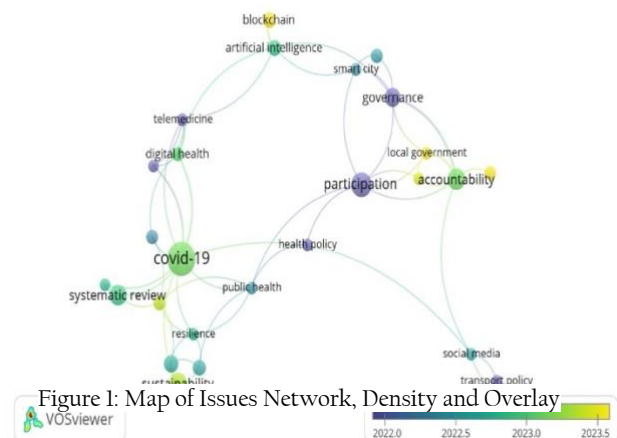 blockchain
artificial intelligence
smart city
governance
telemedicine
digital health
local government
participation
accountability
health policy
covid-19
public health
systematic review
resilience
social media
transport policy
sustainability
Figure 1: Map of Issues Network, Density and Overlay
VOSviewer
2022.0 2022.5 2023.0 2023.5